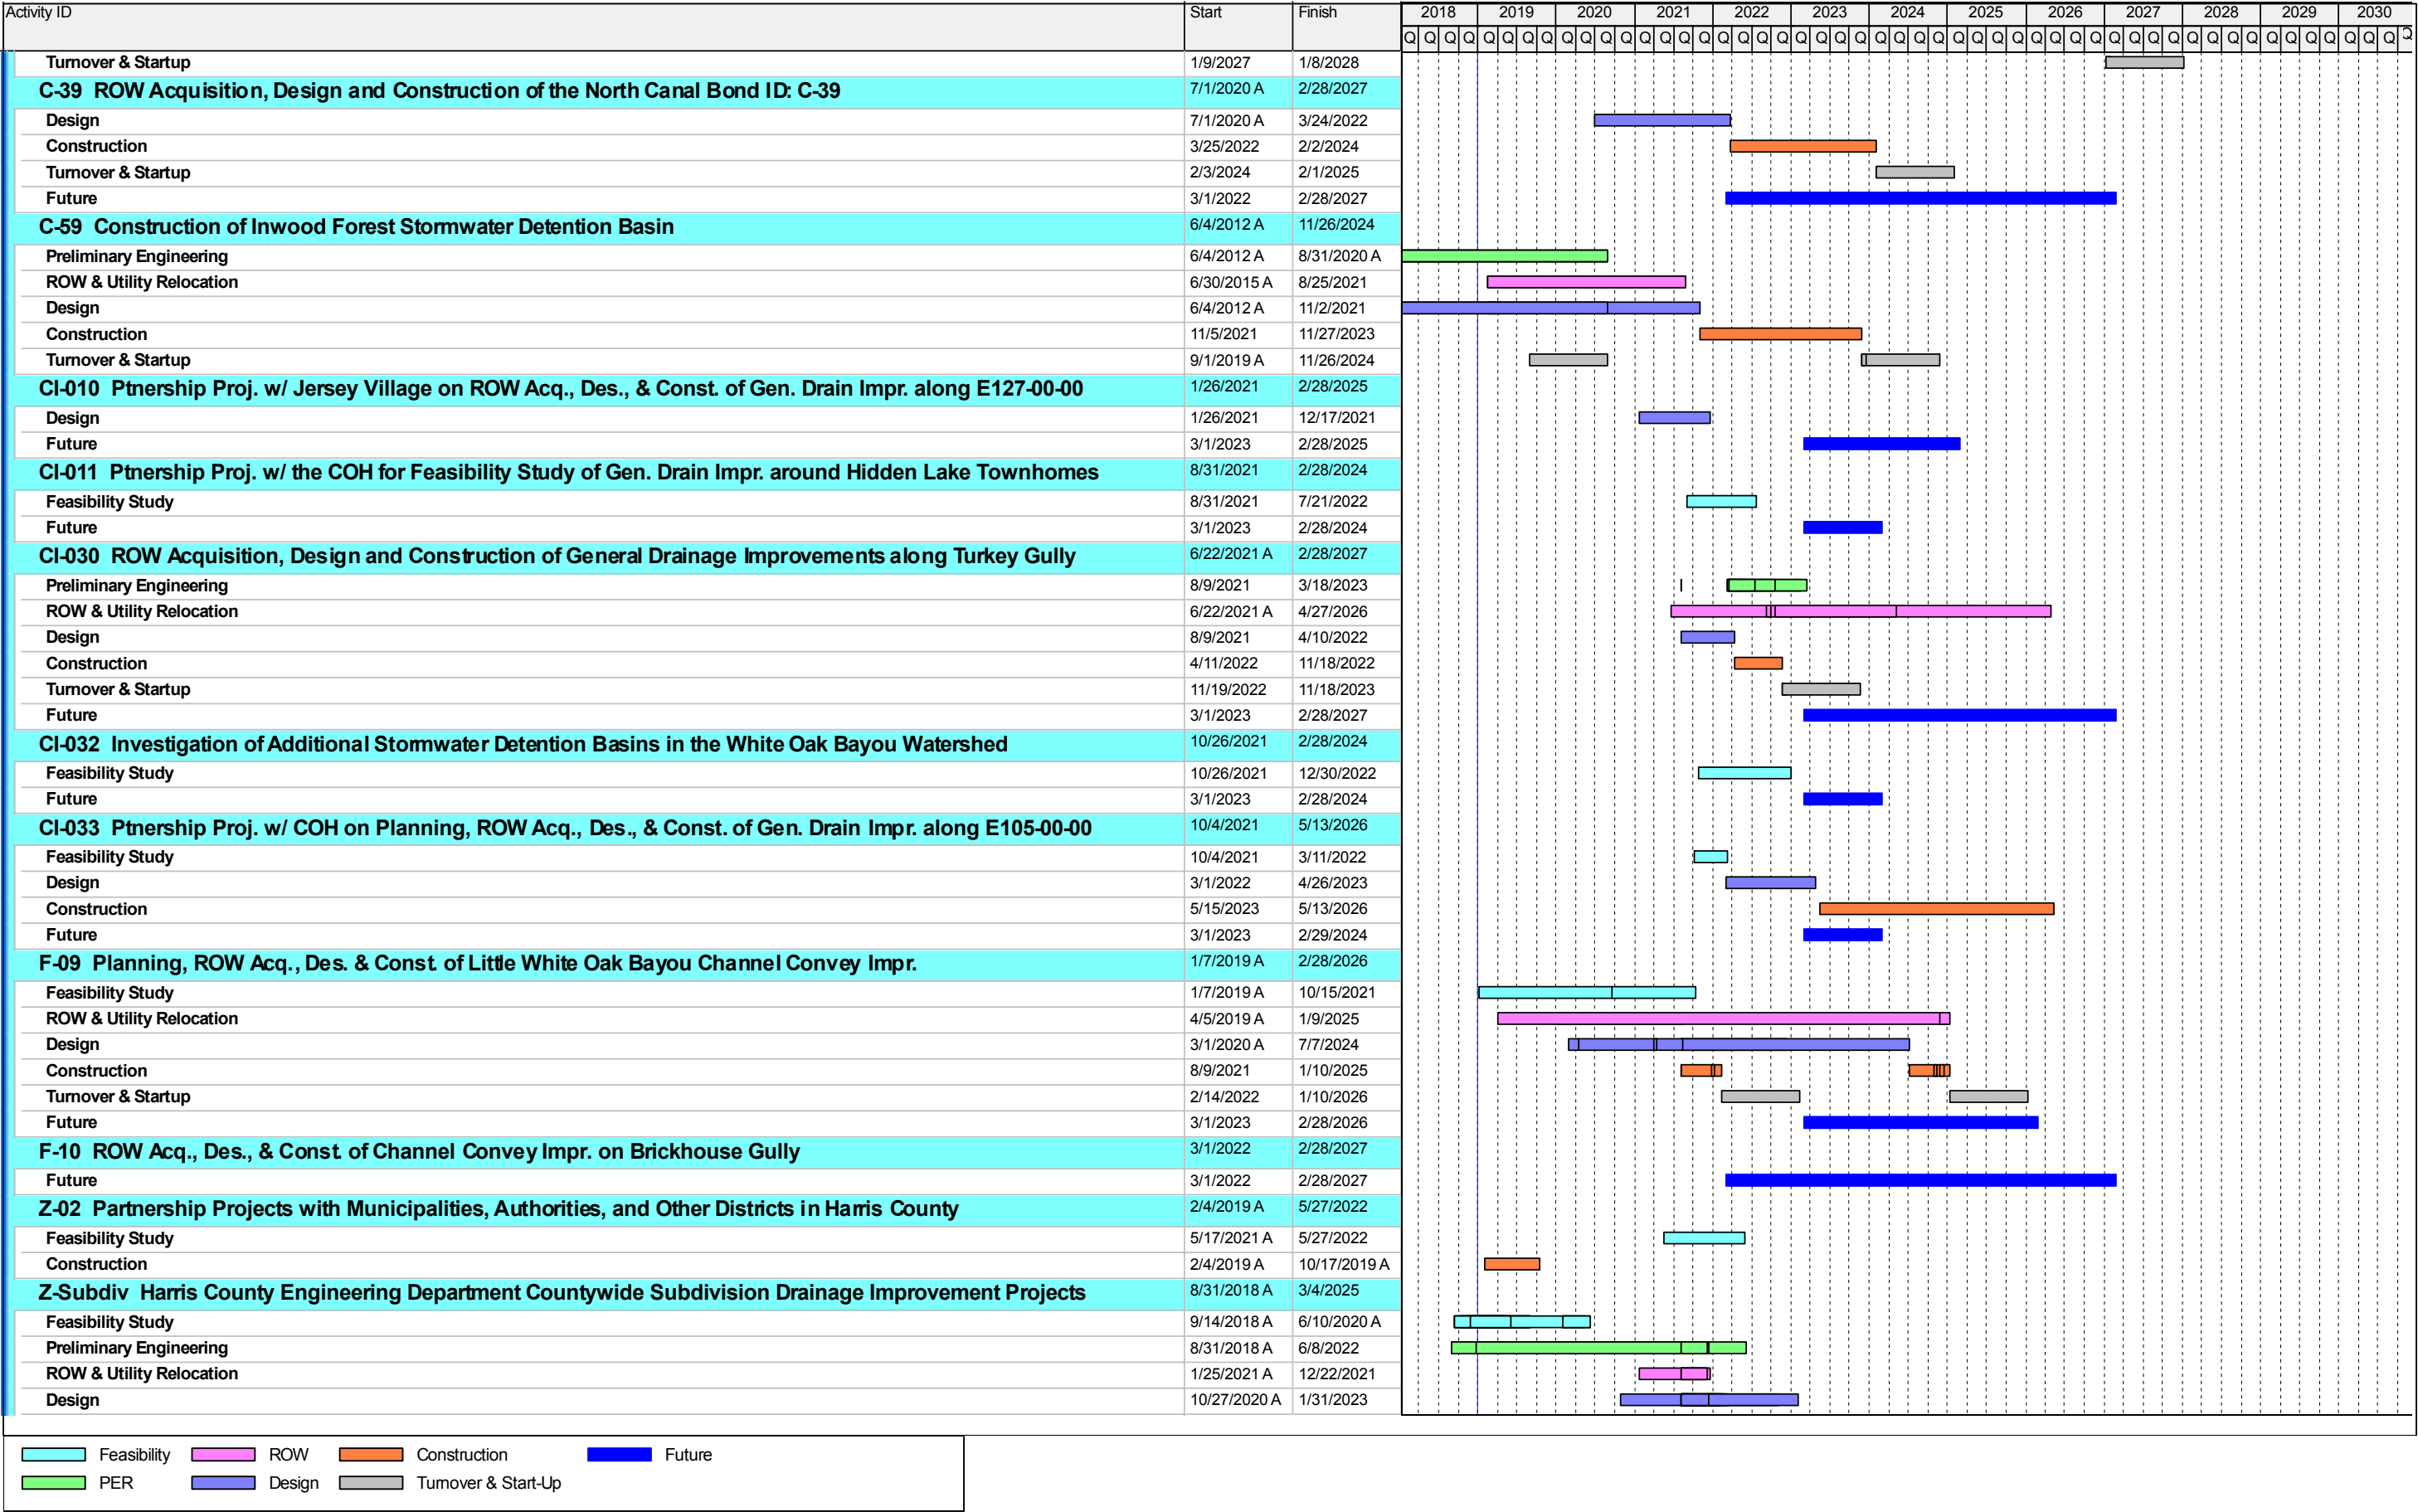 Activity ID Start Finish 2018 2019 2020 2021 2022 2023 2024 2025 2026 2027 2028 2029 2030
Q Q Q Q Q Q Q Q Q Q Q Q Q Q Q Q Q Q Q Q Q Q Q Q Q Q Q Q Q Q Q Q Q Q Q Q Q Q Q Q Q Q Q Q Q Q Q Q Q Q Q Q
Turnover & Startup 1/9/2027 1/8/2028
C-39 ROW Acquisition, Design and Construction of the North Canal Bond ID: C-39 7/1/2020 A 2/28/2027
Design 7/1/2020 A 3/24/2022
Construction 3/25/2022 2/2/2024
Turnover & Startup 2/3/2024 2/1/2025
Future 3/1/2022 2/28/2027
C-59 Construction of Inwood Forest Stormwater Detention Basin 6/4/2012 A 11/26/2024
Preliminary Engineering 6/4/2012 A 8/31/2020 A
ROW & Utility Relocation 6/30/2015 A 8/25/2021
Design 6/4/2012 A 11/2/2021
Construction 11/5/2021 11/27/2023
Turnover & Startup 9/1/2019 A 11/26/2024
CI-010 Ptnership Proj. w/ Jersey Village on ROW Acq., Des., & Const. of Gen. Drain Impr. along E127-00-00 1/26/2021 2/28/2025
Design 1/26/2021 12/17/2021
Future 3/1/2023 2/28/2025
CI-011 Ptnership Proj. w/ the COH for Feasibility Study of Gen. Drain Impr. around Hidden Lake Townhomes 8/31/2021 2/28/2024
Feasibility Study 8/31/2021 7/21/2022
Future 3/1/2023 2/28/2024
CI-030 ROW Acquisition, Design and Construction of General Drainage Improvements along Turkey Gully 6/22/2021 A 2/28/2027
Preliminary Engineering 8/9/2021 3/18/2023
ROW & Utility Relocation 6/22/2021 A 4/27/2026
Design 8/9/2021 4/10/2022
Construction 4/11/2022 11/18/2022
Turnover & Startup 11/19/2022 11/18/2023
Future 3/1/2023 2/28/2027
CI-032 Investigation of Additional Stormwater Detention Basins in the White Oak Bayou Watershed 10/26/2021 2/28/2024
Feasibility Study 10/26/2021 12/30/2022
Future 3/1/2023 2/28/2024
CI-033 Ptnership Proj. w/ COH on Planning, ROW Acq., Des., & Const. of Gen. Drain Impr. along E105-00-00 10/4/2021 5/13/2026
Feasibility Study 10/4/2021 3/11/2022
Design 3/1/2022 4/26/2023
Construction 5/15/2023 5/13/2026
Future 3/1/2023 2/29/2024
F-09 Planning, ROW Acq., Des. & Const. of Little White Oak Bayou Channel Convey Impr. 1/7/2019 A 2/28/2026
Feasibility Study 1/7/2019 A 10/15/2021
ROW & Utility Relocation 4/5/2019 A 1/9/2025
Design 3/1/2020 A 7/7/2024
Construction 8/9/2021 1/10/2025
Turnover & Startup 2/14/2022 1/10/2026
Future 3/1/2023 2/28/2026
F-10 ROW Acq., Des., & Const. of Channel Convey Impr. on Brickhouse Gully 3/1/2022 2/28/2027
Future 3/1/2022 2/28/2027
Z-02 Partnership Projects with Municipalities, Authorities, and Other Districts in Harris County 2/4/2019 A 5/27/2022
Feasibility Study 5/17/2021 A 5/27/2022
Construction 2/4/2019 A 10/17/2019 A
Z-Subdiv Harris County Engineering Department Countywide Subdivision Drainage Improvement Projects 8/31/2018 A 3/4/2025
Feasibility Study 9/14/2018 A 6/10/2020 A
Preliminary Engineering 8/31/2018 A 6/8/2022
ROW & Utility Relocation 1/25/2021 A 12/22/2021
Design 10/27/2020 A 1/31/2023
Feasibility ROW Construction Future
PER Design Turnover & Start-Up